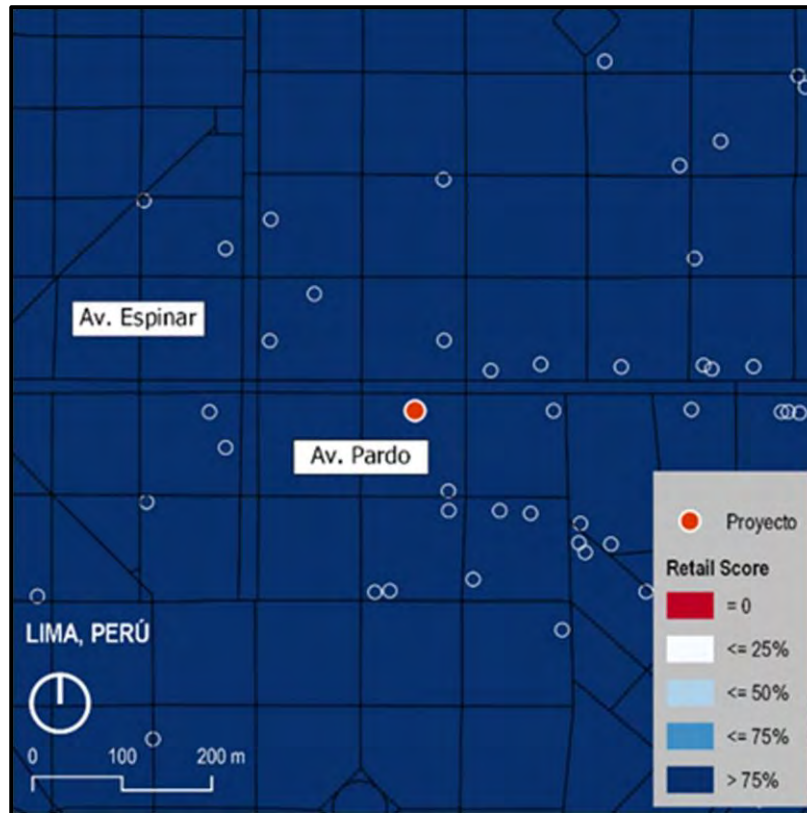 Av. Espinar
Av. Pardo
LIMA, PERÚ
0 100 200 m
Proyecto
Retail Score
= 0
<= 25%
<= 50%
<= 75%
> 75%